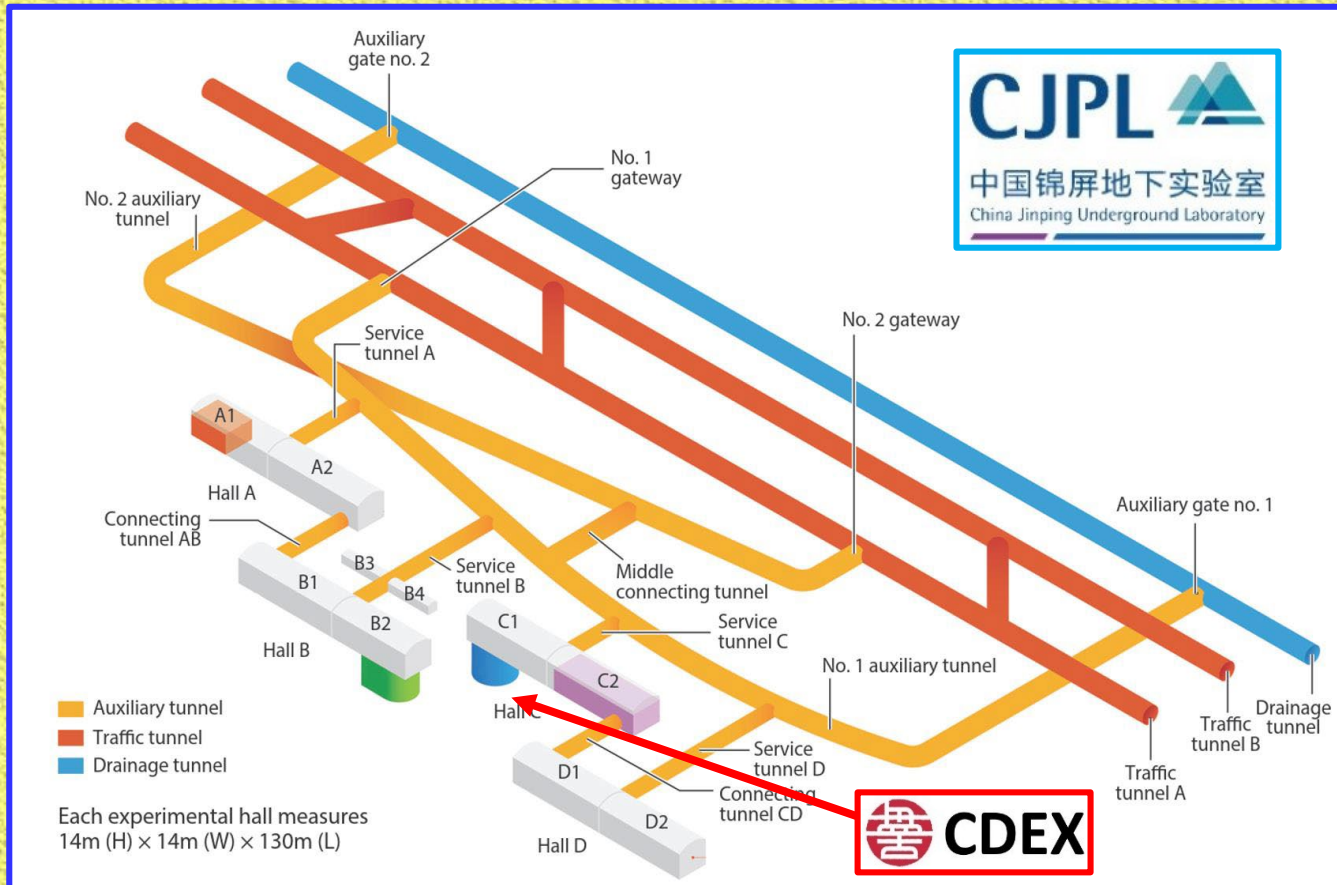 Auxiliary
gate no. 2
CJPL
中国锦屏地下实验室
China Jinping Underground Laboratory
No. 1
gateway
No. 2 auxiliary
tunnel
No. 2 gateway
Service
tunnel A
A1
A2
Hall A
Auxiliary gate no. 1
Connecting
tunnel AB
B3
B4
Service
tunnel B
Middle
connecting tunnel
B1
B2
Hall B
C1
Service
tunnel C
C2
Hall C
No. 1 auxiliary tunnel
Auxiliary tunnel
Traffic tunnel
Drainage tunnel
Drainage
tunnel
Traffic
tunnel B
Traffic
tunnel A
Service
tunnel D
Connecting
tunnel CD
D1
D2
Hall D
Each experimental hall measures
14m (H) × 14m (W) × 130m (L)
CDEX